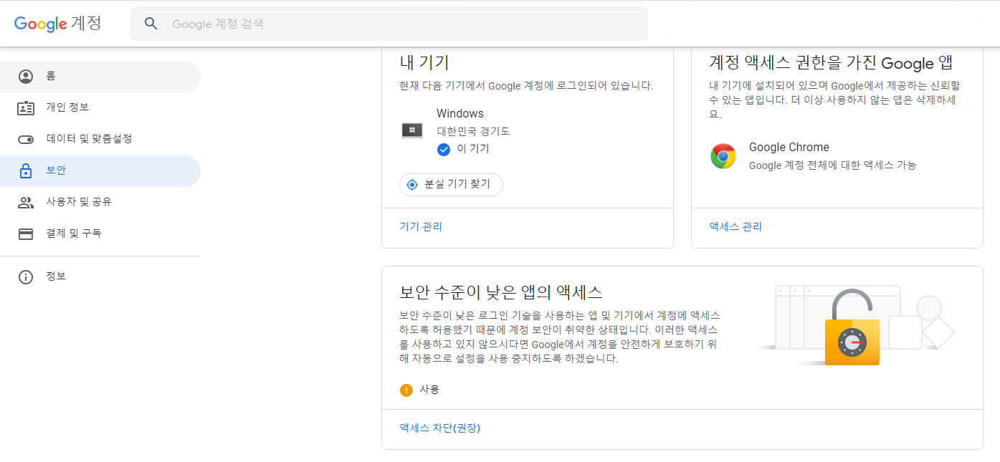 Google 계정
Google 계정 검색
홈
개인 정보
데이터 및 맞춤설정
보안
사용자 및 공유
결제 및 구독
정보
내 기기
현재 다음 기기에서 Google 계정에 로그인되어 있습니다.
Windows
대한민국 경기도
이 기기
분실 기기 찾기
기기 관리
계정 액세스 권한을 가진 Google 앱
내 기기에 설치되어 있으며 Google에서 제공하는 신뢰할
수 있는 앱입니다. 더 이상 사용하지 않는 앱은 삭제하세
요.
Google Chrome
Google 계정 전체에 대한 액세스 가능
액세스 관리
보안 수준이 낮은 앱의 액세스
보안 수준이 낮은 로그인 기술을 사용하는 앱 및 기기에서 계정에 액세스
하도록 허용했기 때문에 계정 보안이 취약한 상태입니다. 이러한 액세스
를 사용하고 있지 않으시다면 Google에서 계정을 안전하게 보호하기 위
해 자동으로 설정을 사용 중지하도록 하겠습니다.
사용
액세스 차단(권장)